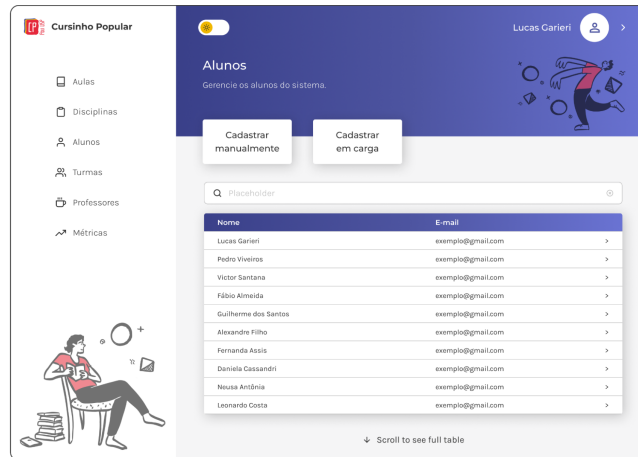 CP
Cursinho Popular
Aulas
Disciplinas
Alunos
Turmas
Professores
Métricas
Lucas Garieri
Alunos
Gerencie os alunos do sistema.
Cadastrar
manualmente
Cadastrar
em carga
Placeholder
Nome E-mail
Lucas Garieri exemplo@gmail.com >
Pedro Viveiros exemplo@gmail.com >
Victor Santana exemplo@gmail.com >
Fábio Almeida exemplo@gmail.com >
Guilherme dos Santos exemplo@gmail.com >
Alexandre Filho exemplo@gmail.com >
Fernanda Assis exemplo@gmail.com >
Daniela Cassandri exemplo@gmail.com >
Neusa Antônia exemplo@gmail.com >
Leonardo Costa exemplo@gmail.com >
Scroll to see full table